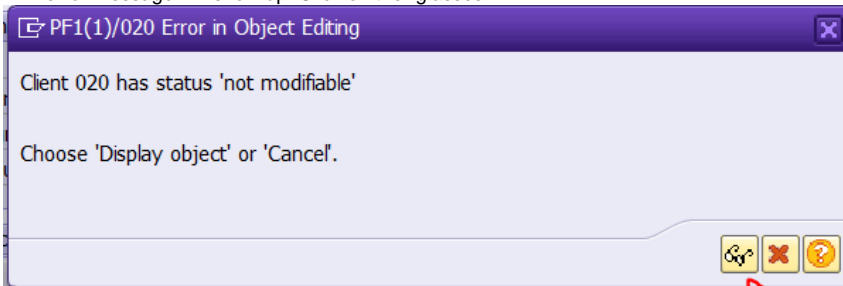 PF1(1)/020 Error in Object Editing
Client 020 has status 'not modifiable'
Choose 'Display object' or 'Cancel'.